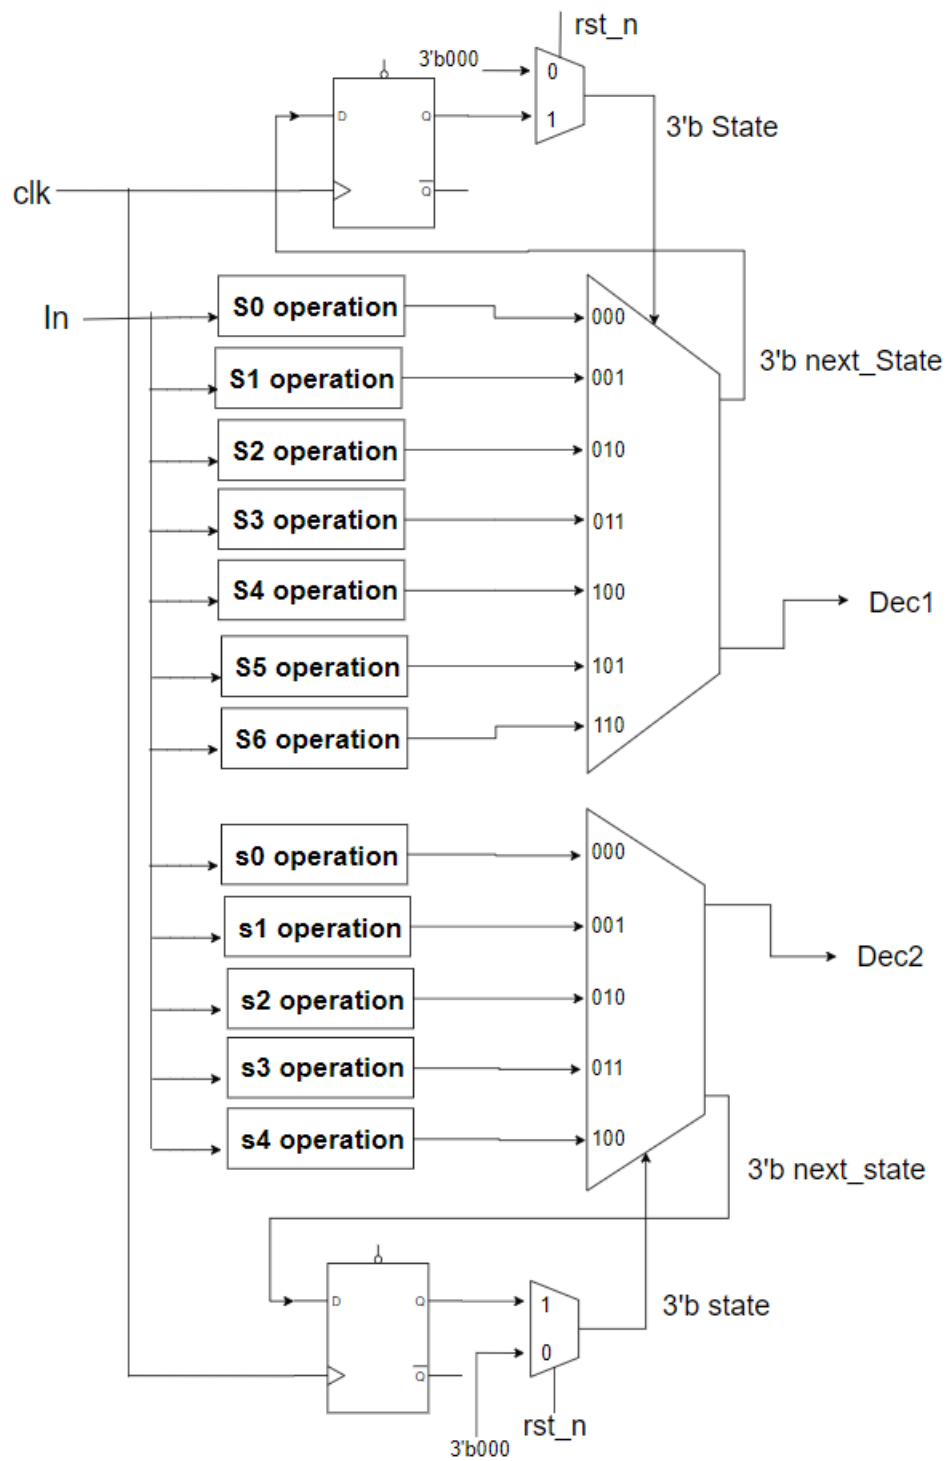 rst_n
3'b000
0
D
Q
1
3'b State
clk
Q
In
S0 operation
000
3'b next_State
S1 operation
001
S2 operation
010
S3 operation
011
S4 operation
100
Dec1
S5 operation
101
S6 operation
110
s0 operation
000
s1 operation
001
Dec2
s2 operation
010
s3 operation
011
s4 operation
100
3'b next_state
D
Q
1
3'b state
0
Q
rst_n
3'b000